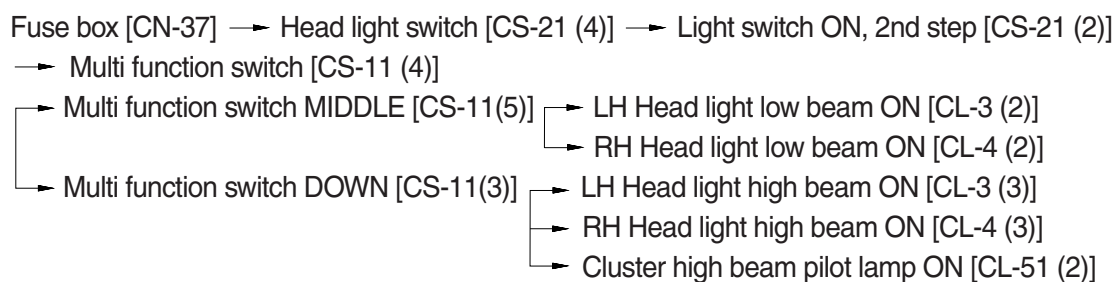 Fuse box [CN-37] → Head light switch [CS-21 (4)] → Light switch ON, 2nd step [CS-21 (2)]
→ Multi function switch [CS-11 (4)]
→ Multi function switch MIDDLE [CS-11(5)] → LH Head light low beam ON [CL-3 (2)]
→ RH Head light low beam ON [CL-4 (2)]
→ Multi function switch DOWN [CS-11(3)] → LH Head light high beam ON [CL-3 (3)]
→ RH Head light high beam ON [CL-4 (3)]
→ Cluster high beam pilot lamp ON [CL-51 (2)]